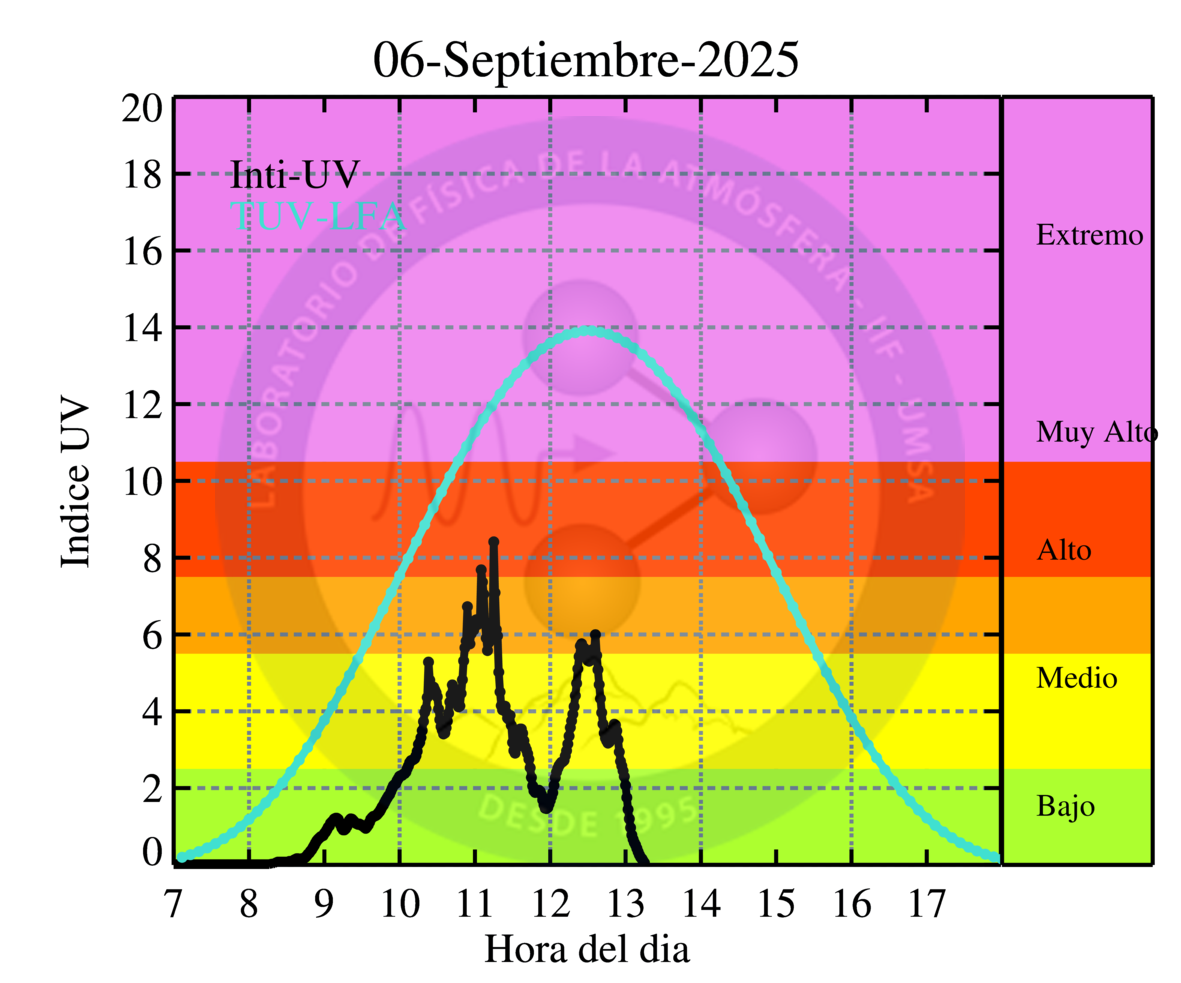 06-Septiembre-2025
Inti-UV
TUV-LFA
LABORATORIO DE FÍSICA DE LA ATMÓSFERA - IIF - UMSA
DESDE 1995
Indice UV
20
18
16
14
12
10
8
6
4
2
0
7 8 9 10 11 12 13 14 15 16 17
Hora del dia
Extremo
Muy Alto
Alto
Medio
Bajo